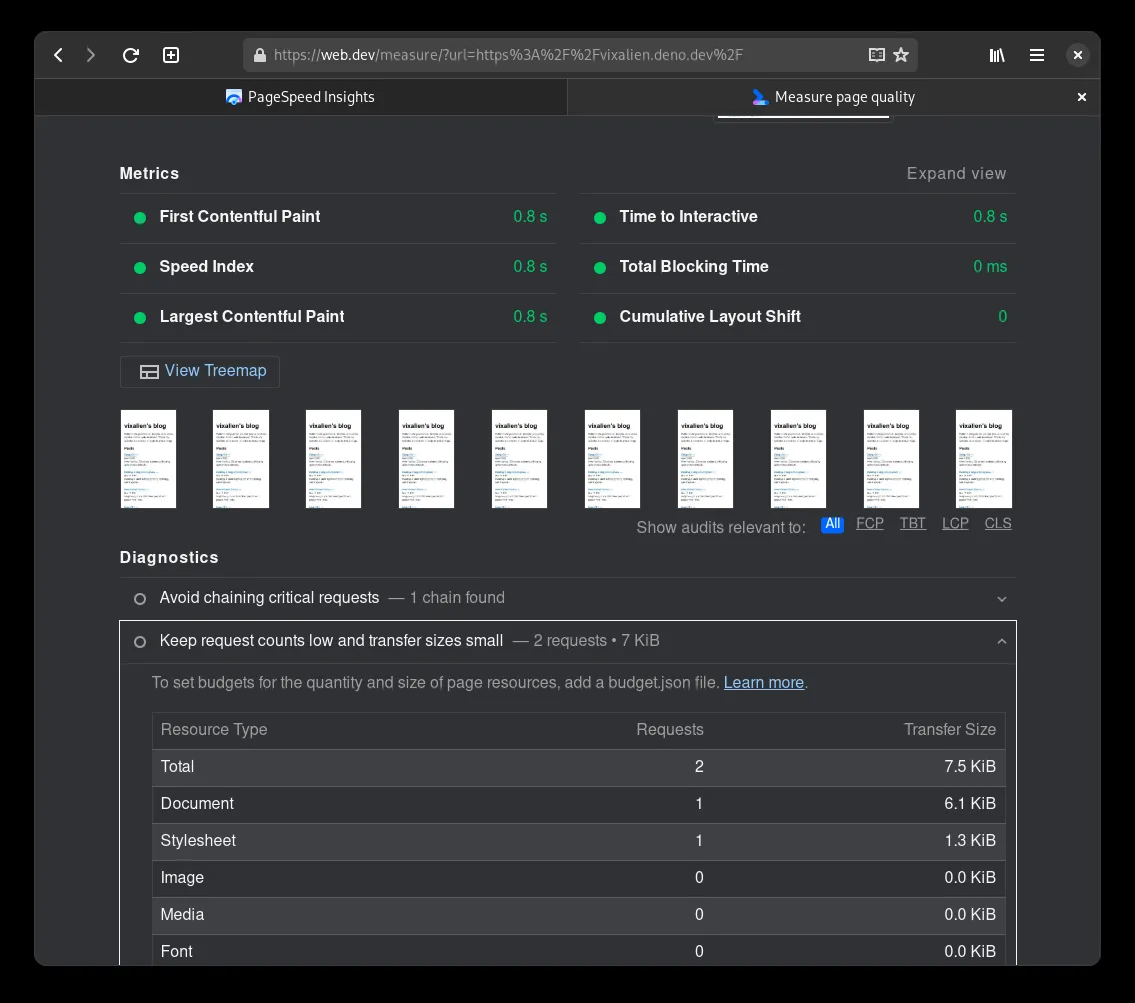 https://web.dev/measure/?url=https%3A%2F%2Fvixalien.deno.dev%2F
PageSpeed Insights
Measure page quality
Metrics
Expand view
First Contentful Paint 0.8 s
Time to Interactive 0.8 s
Speed Index 0.8 s
Total Blocking Time 0 ms
Largest Contentful Paint 0.8 s
Cumulative Layout Shift 0
View Treemap
vixalien's blog vixalien's blog vixalien's blog vixalien's blog vixalien's blog vixalien's blog vixalien's blog vixalien's blog vixalien's blog vixalien's blog
Show audits relevant to: All FCP TBT LCP CLS
Diagnostics
Avoid chaining critical requests — 1 chain found
Keep request counts low and transfer sizes small — 2 requests • 7 KiB
To set budgets for the quantity and size of page resources, add a budget.json file. Learn more.
Resource Type Requests Transfer Size
Total 2 7.5 KiB
Document 1 6.1 KiB
Stylesheet 1 1.3 KiB
Image 0 0.0 KiB
Media 0 0.0 KiB
Font 0 0.0 KiB